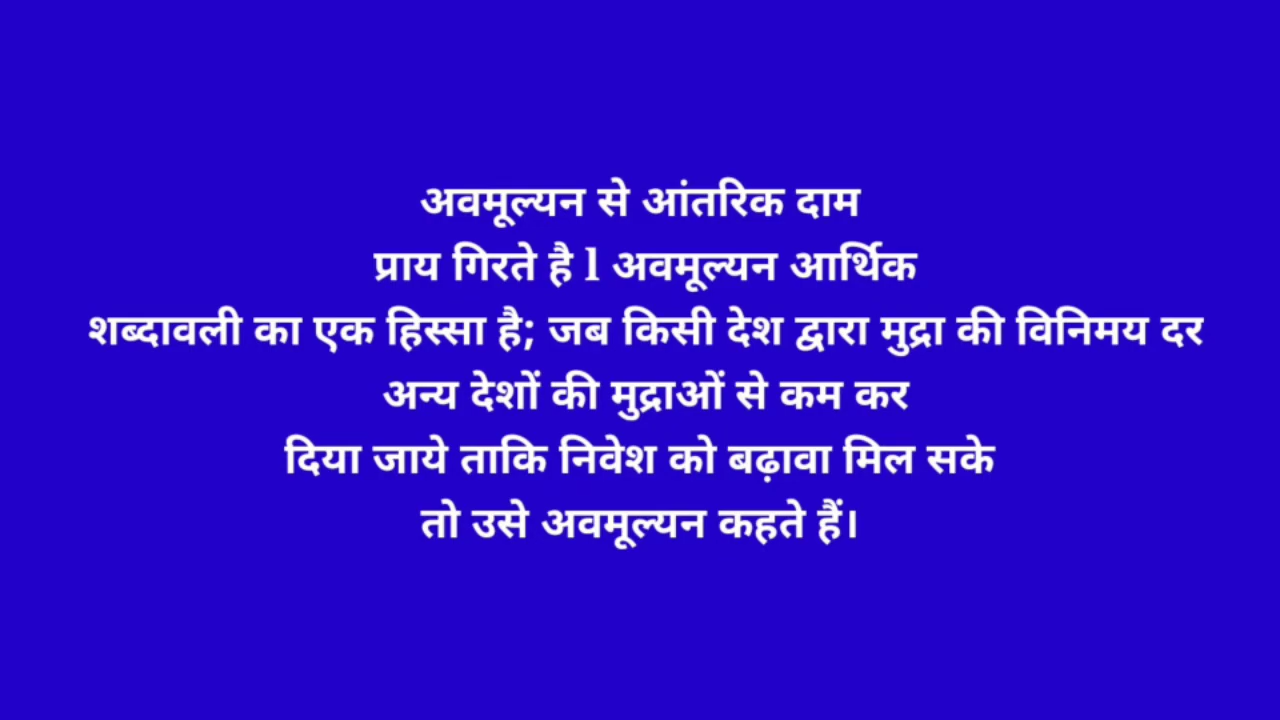 अवमूल्यन से आंतरिक दाम
प्राय गिरते है l अवमूल्यन आर्थिक
शब्दावली का एक हिस्सा है; जब किसी देश द्वारा मुद्रा की विनिमय दर
अन्य देशों की मुद्राओं से कम कर
दिया जाये ताकि निवेश को बढ़ावा मिल सके
तो उसे अवमूल्यन कहते हैं।